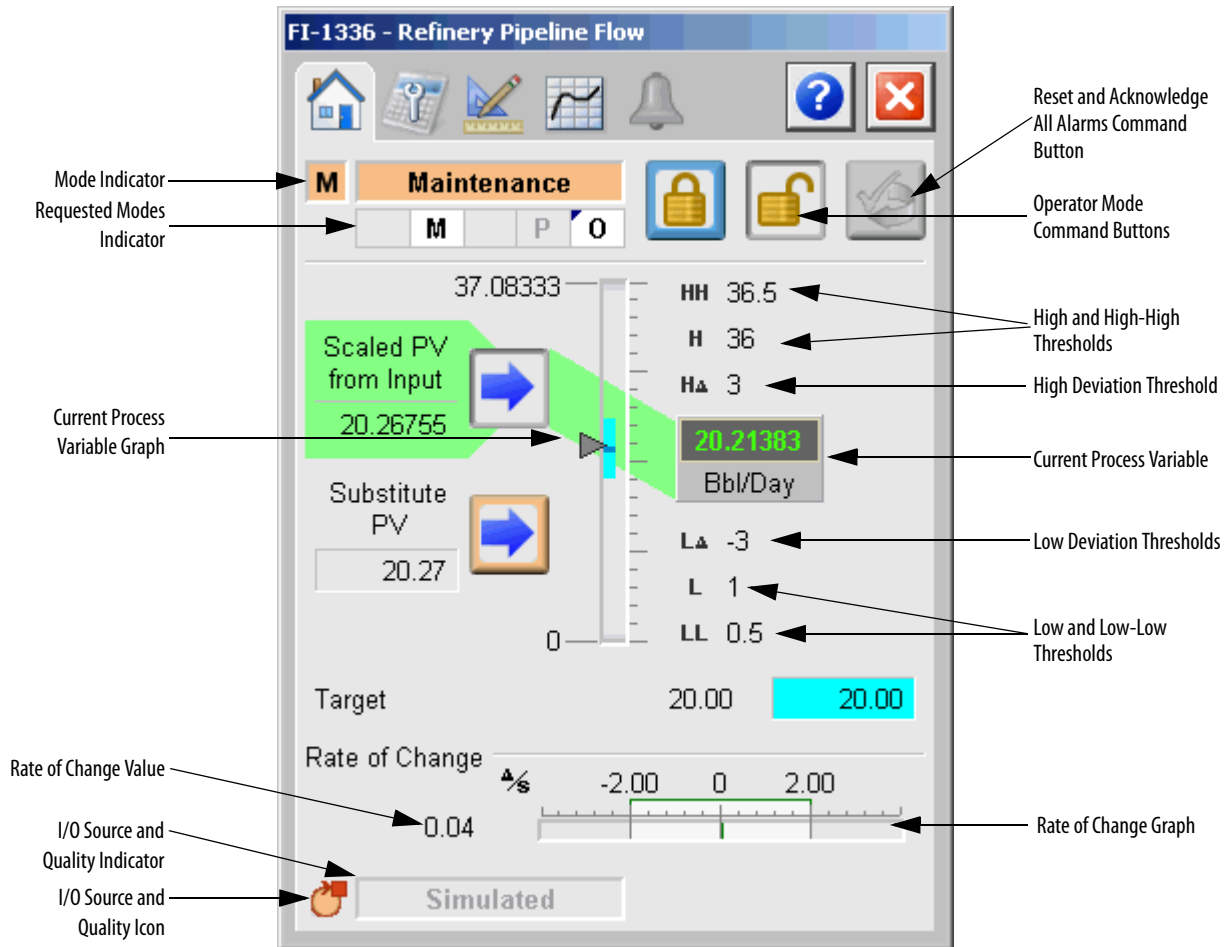 FI-1336 - Refinery Pipeline Flow
?
Reset and Acknowledge
All Alarms Command
Button
Mode Indicator
M
Maintenance
Requested Modes
Indicator
M P O
Operator Mode
Command Buttons
37.08333
HH 36.5
H 36
High and High-High
Thresholds
Scaled PV
from Input
20.26755
HΔ 3
High Deviation Threshold
Current Process
Variable Graph
20.21383
Bbl/Day
Current Process Variable
Substitute
PV
20.27
LΔ -3
Low Deviation Thresholds
L 1
0
LL 0.5
Low and Low-Low
Thresholds
Target 20.00 20.00
Rate of Change
Δ/s
-2.00 0 2.00
Rate of Change Value
0.04
Rate of Change Graph
I/O Source and
Quality Indicator
Simulated
I/O Source and
Quality Icon